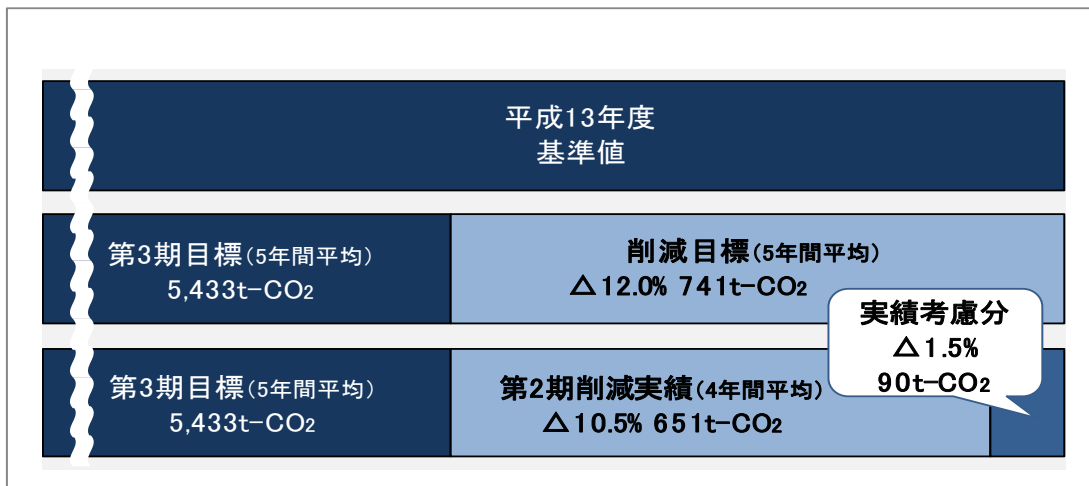 平成13年度
基準値
第3期目標(5年間平均)
5,433t-CO2
削減目標(5年間平均)
△12.0% 741t-CO2
実績考慮分
△1.5%
90t-CO2
第3期目標(5年間平均)
5,433t-CO2
第2期削減実績(4年間平均)
△10.5% 651t-CO2